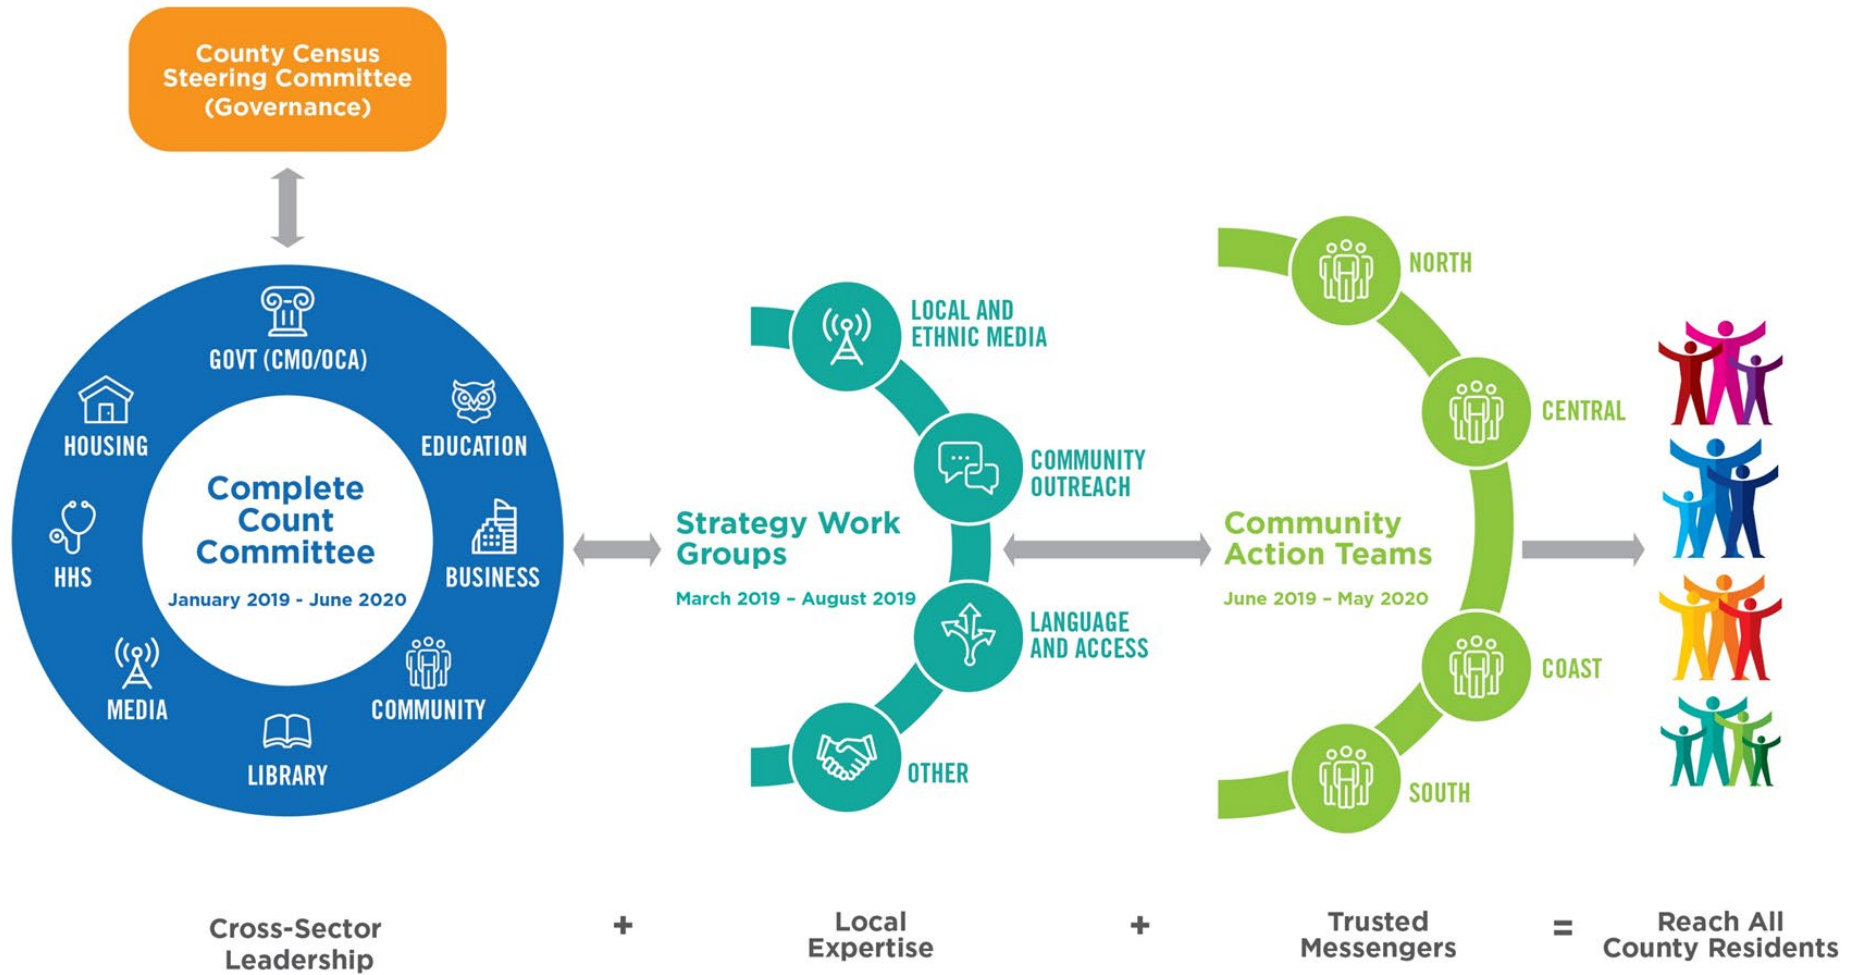 County Census
Steering Committee
(Governance)
GOVT (CMO/OCA)
HOUSING
EDUCATION
HHS
BUSINESS
MEDIA
COMMUNITY
LIBRARY
Complete
Count
Committee
January 2019 - June 2020
Strategy Work
Groups
March 2019 – August 2019
LOCAL AND
ETHNIC MEDIA
COMMUNITY
OUTREACH
LANGUAGE
AND ACCESS
OTHER
Community
Action Teams
June 2019 – May 2020
NORTH
CENTRAL
COAST
SOUTH
Cross-Sector
Leadership
+
Local
Expertise
+
Trusted
Messengers
=
Reach All
County Residents